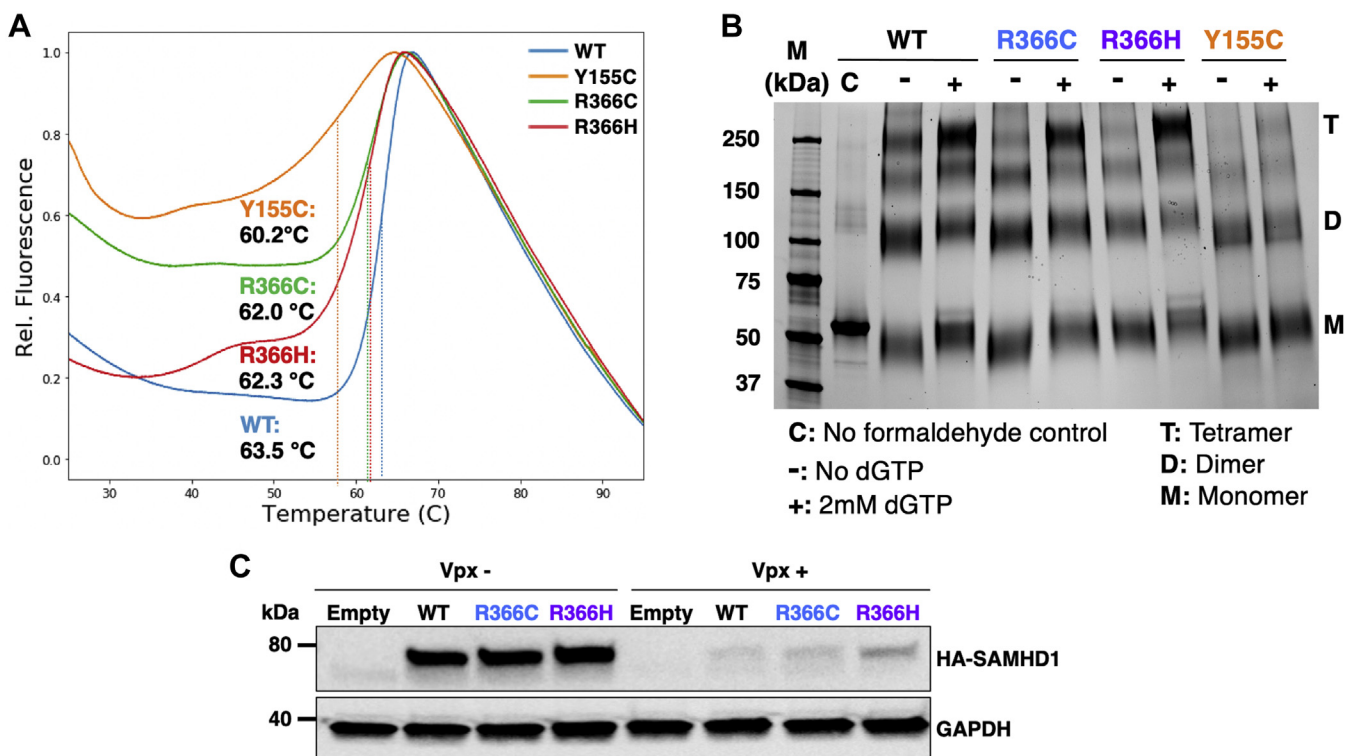 A
1.0
0.8
0.6
0.4
0.2
0.0
Rel. Fluorescence
30 40 50 60 70 80 90
Temperature (C)
WT
Y155C
R366C
R366H
Y155C:
60.2°C
R366C:
62.0 °C
R366H:
62.3 °C
WT:
63.5 °C
B
M
(kDa)
WT R366C R366H Y155C
C - + - + - + - +
250
150
100
75
50
37
T
D
M
C: No formaldehyde control
-: No dGTP
+: 2mM dGTP
T: Tetramer
D: Dimer
M: Monomer
C
Vpx - Vpx +
kDa Empty WT R366C R366H Empty WT R366C R366H
80
HA-SAMHD1
40
GAPDH